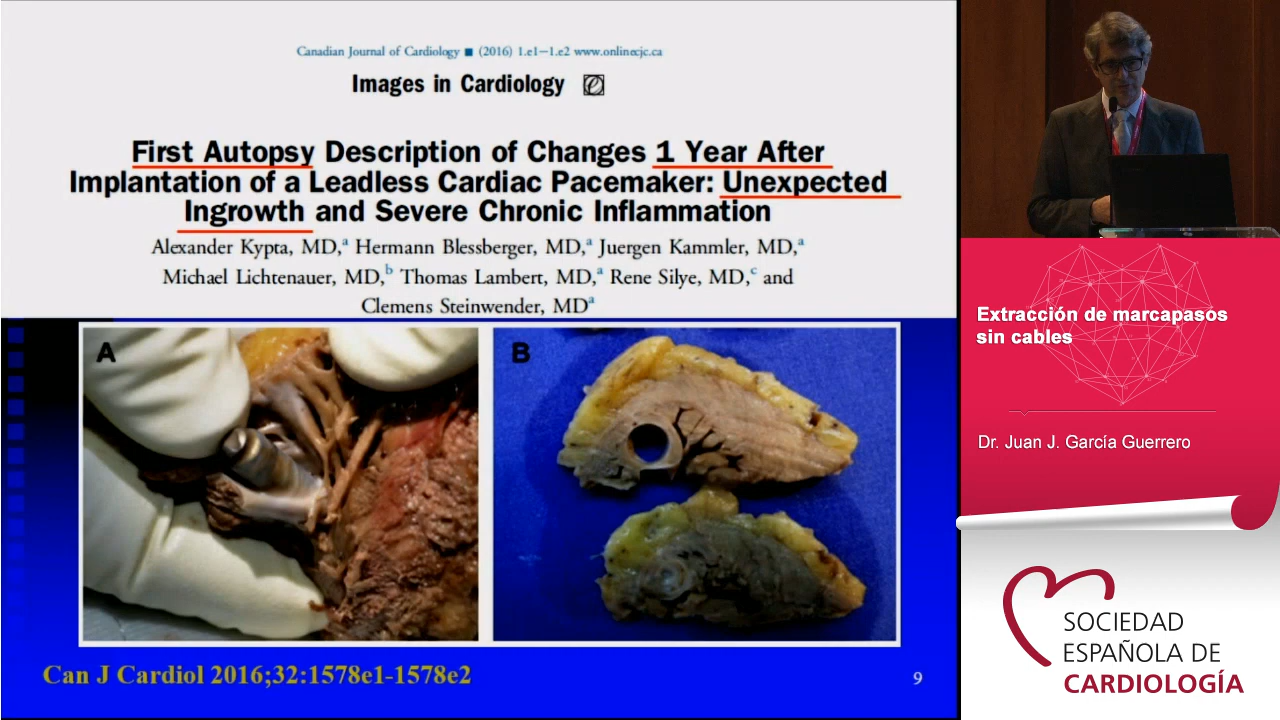 Canadian Journal of Cardiology ■ (2016) 1.e1–1.e2 www.onlinecjc.ca
Images in Cardiology
First Autopsy Description of Changes 1 Year After
Implantation of a Leadless Cardiac Pacemaker: Unexpected
Ingrowth and Severe Chronic Inflammation
Alexander Kypta, MD,a Hermann Blessberger, MD,a Juergen Kammler, MD,a
Michael Lichtenauer, MD,b Thomas Lambert, MD,a Rene Silye, MD,c and
Clemens Steinwender, MDa
A
B
Can J Cardiol 2016;32:1578e1-1578e2
9
Extracción de marcapasos
sin cables
Dr. Juan J. García Guerrero
SOCIEDAD
ESPAÑOLA DE
CARDIOLOGÍA